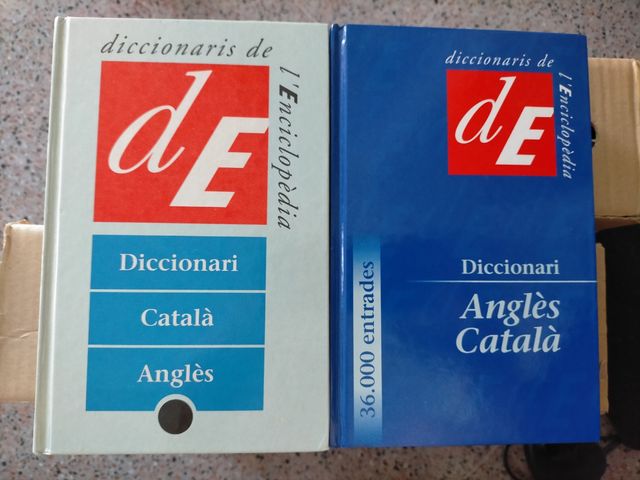 diccionaris de
l'Enciclopèdia
dE
Diccionari
Català
Anglès
diccionaris de
l'Enciclopèdia
dE
36.000 entrades
Diccionari
Anglès
Català